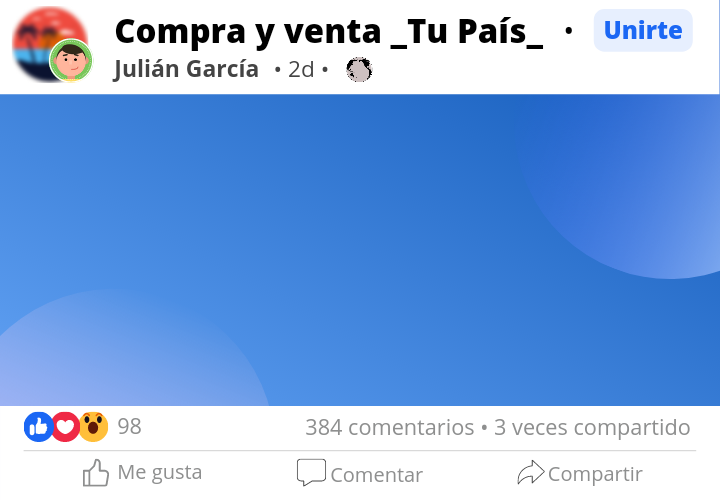 Compra y venta _Tu País_ · Unirte
Julián García • 2d •
98 384 comentarios • 3 veces compartido
Me gusta Comentar Compartir